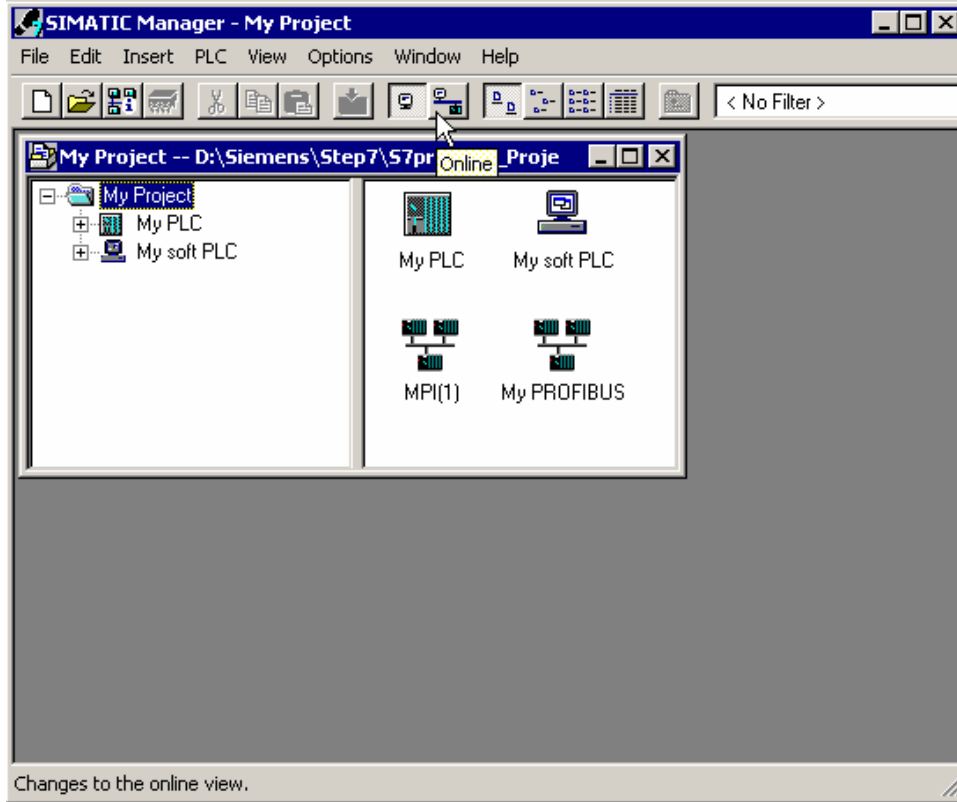 SIMATIC Manager - My Project
File Edit Insert PLC View Options Window Help
< No Filter >
My Project -- D:\Siemens\Step7\S7pr _Proje
Online
My Project
My PLC
My soft PLC
My PLC My soft PLC
MPI(1) My PROFIBUS
Changes to the online view.